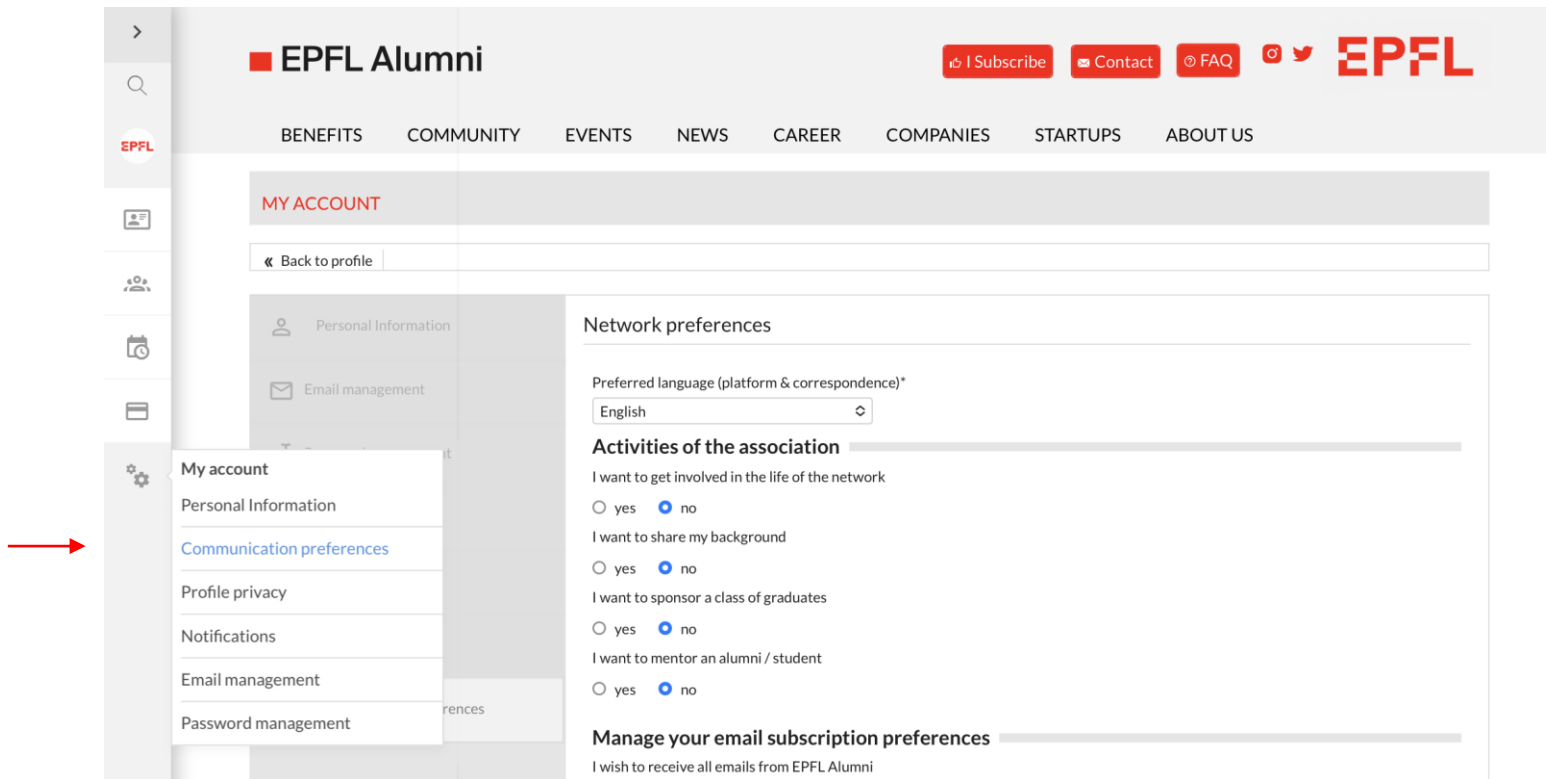 EPFL Alumni
I Subscribe
Contact
FAQ
EPFL
EPFL
BENEFITS COMMUNITY EVENTS NEWS CAREER COMPANIES STARTUPS ABOUT US
MY ACCOUNT
« Back to profile
Personal Information
Email management
My account
Personal Information
Communication preferences
Profile privacy
Notifications
Email management
Password management
rences
Network preferences
Preferred language (platform & correspondence)*
English
Activities of the association
I want to get involved in the life of the network
yes no
I want to share my background
yes no
I want to sponsor a class of graduates
yes no
I want to mentor an alumni / student
yes no
Manage your email subscription preferences
I wish to receive all emails from EPFL Alumni